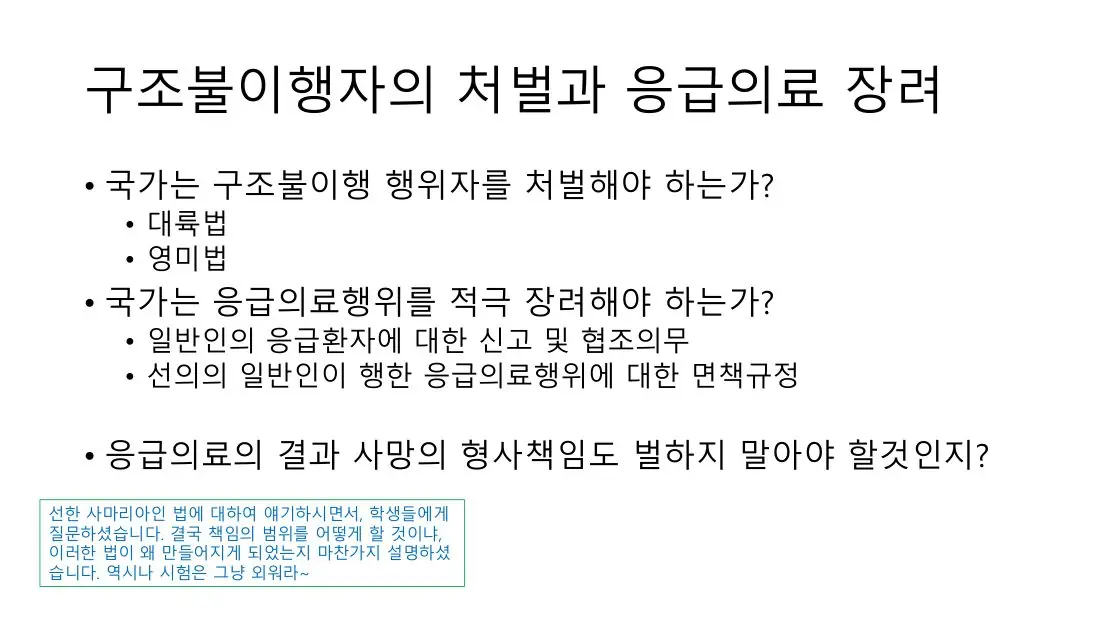 구조불이행자의 처벌과 응급의료 장려
• 국가는 구조불이행 행위자를 처벌해야 하는가?
• 대륙법
• 영미법
• 국가는 응급의료행위를 적극 장려해야 하는가?
• 일반인의 응급환자에 대한 신고 및 협조의무
• 선의의 일반인이 행한 응급의료행위에 대한 면책규정
• 응급의료의 결과 사망의 형사책임도 벌하지 말아야 할것인지?
선한 사마리아인 법에 대하여 얘기하시면서, 학생들에게
질문하셨습니다. 결국 책임의 범위를 어떻게 할 것이냐,
이러한 법이 왜 만들어지게 되었는지 마찬가지 설명하셨
습니다. 역시나 시험은 그냥 외워라~